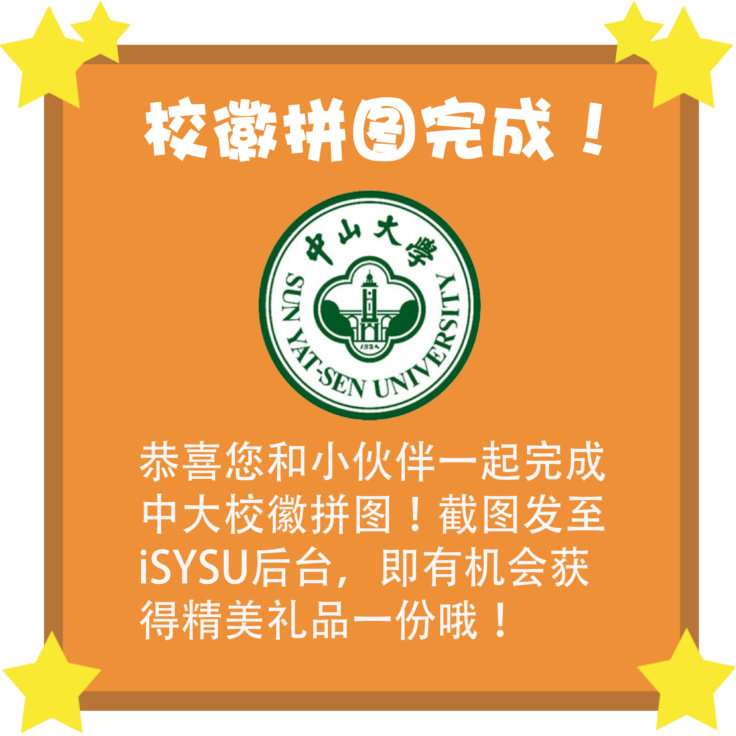 校徽拼图完成！
中山大学
SUN YAT-SEN UNIVERSITY
1924
恭喜您和小伙伴一起完成
中大校徽拼图！截图发至
iSYSU后台，即有机会获
得精美礼品一份哦！